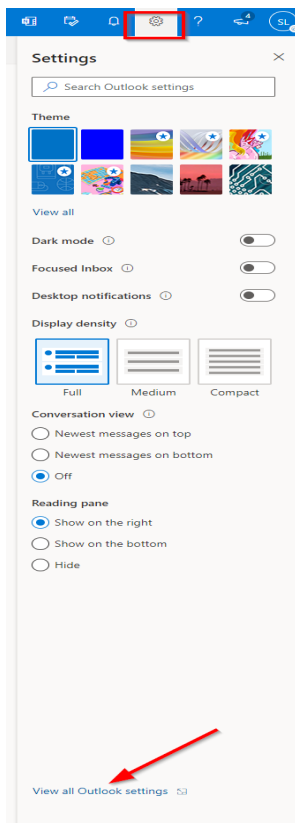 4
SL
Settings
Search Outlook settings
Theme
View all
Dark mode
Focused Inbox
Desktop notifications
Display density
Full Medium Compact
Conversation view
Newest messages on top
Newest messages on bottom
Off
Reading pane
Show on the right
Show on the bottom
Hide
View all Outlook settings